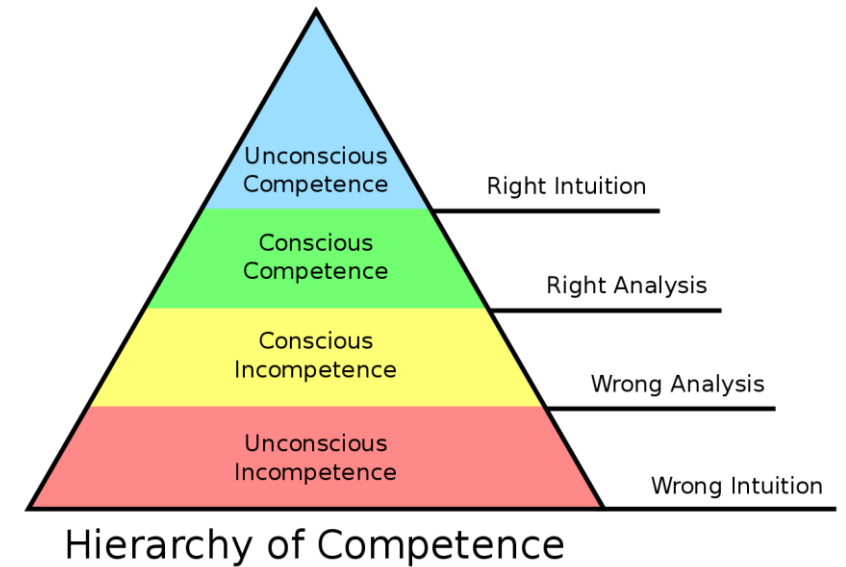 Unconscious
Competence
Right Intuition
Conscious
Competence
Right Analysis
Conscious
Incompetence
Wrong Analysis
Unconscious
Incompetence
Wrong Intuition
Hierarchy of Competence